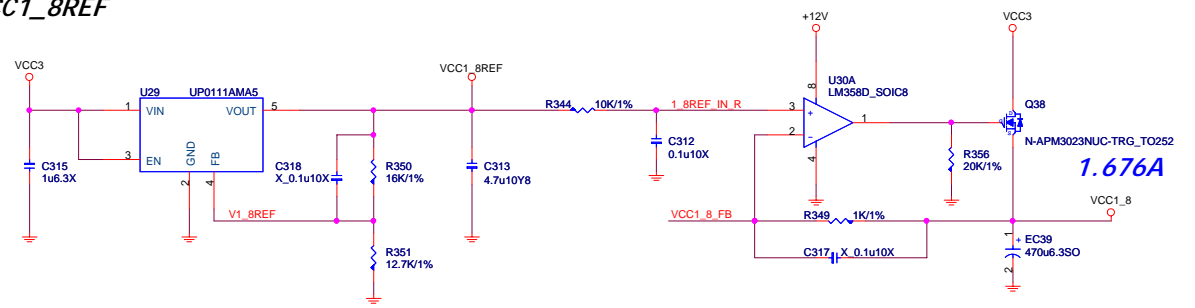 CC1_8REF
+12V
VCC3
VCC3
VCC1_8REF
U29
UP0111AMA5
1
VIN
VOUT
5
3
EN
GND
FB
2
4
C315
1u6.3X
C318
X_0.1u10X
R350
16K/1%
C313
4.7u10Y8
V1_8REF
R351
12.7K/1%
R344
10K/1%
1_8REF_IN_R
C312
0.1u10X
U30A
LM358D_SOIC8
8
3
+
2
-
1
4
Q38
N-APM3023NUC-TRG_TO252
R356
20K/1%
1.676A
VCC1_8
VCC1_8_FB
R349
1K/1%
C317
X_0.1u10X
1
+
EC39
470u6.3SO
2